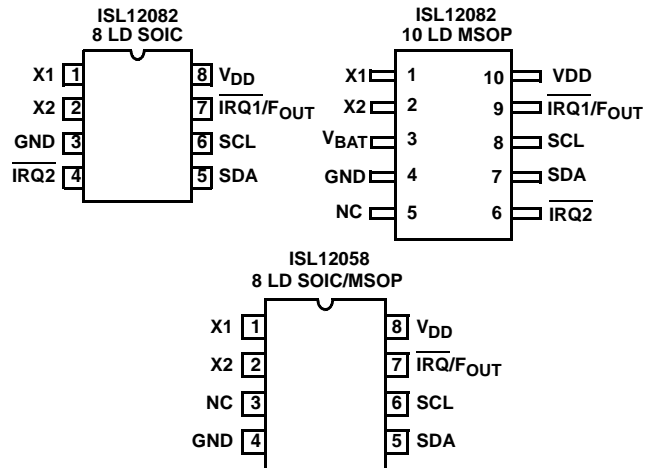 ISL12082
8 LD SOIC
X1 1 8 VDD
X2 2 7 IRQ1/FOUT
GND 3 6 SCL
IRQ2 4 5 SDA
ISL12082
10 LD MSOP
X1 1 10 VDD
X2 2 9 IRQ1/FOUT
VBAT 3 8 SCL
GND 4 7 SDA
NC 5 6 IRQ2
ISL12058
8 LD SOIC/MSOP
X1 1 8 VDD
X2 2 7 IRQ/FOUT
NC 3 6 SCL
GND 4 5 SDA